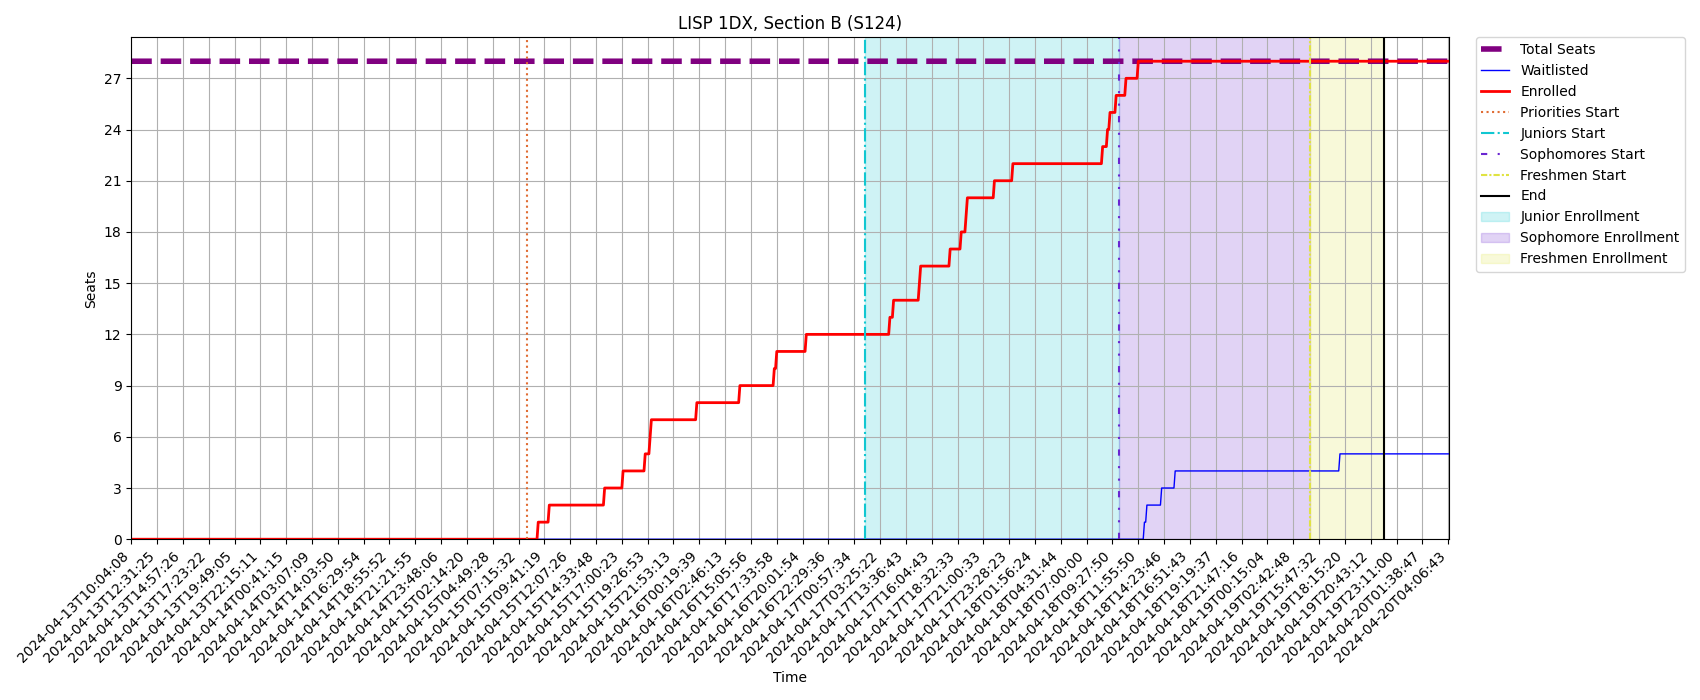 LISP 1DX, Section B (S124)
Total Seats
Waitlisted
Enrolled
Priorities Start
Juniors Start
Sophomores Start
Freshmen Start
End
Junior Enrollment
Sophomore Enrollment
Freshmen Enrollment
Seats
27
24
21
18
15
12
9
6
3
0
2024-04-13T10:04:08
2024-04-13T12:31:25
2024-04-13T14:57:26
2024-04-13T17:23:22
2024-04-13T19:49:05
2024-04-13T22:15:11
2024-04-14T00:41:15
2024-04-14T03:07:09
2024-04-14T14:03:50
2024-04-14T16:29:54
2024-04-14T18:55:52
2024-04-14T21:21:55
2024-04-14T23:48:06
2024-04-15T02:14:20
2024-04-15T04:49:28
2024-04-15T07:15:32
2024-04-15T09:41:19
2024-04-15T12:07:26
2024-04-15T14:33:48
2024-04-15T17:00:23
2024-04-15T19:26:53
2024-04-15T21:53:13
2024-04-16T00:19:39
2024-04-16T02:46:13
2024-04-16T15:05:56
2024-04-16T17:33:58
2024-04-16T20:01:54
2024-04-16T22:29:36
2024-04-17T00:57:34
2024-04-17T03:25:22
2024-04-17T13:36:43
2024-04-17T16:04:43
2024-04-17T18:32:33
2024-04-17T21:00:33
2024-04-17T23:28:23
2024-04-18T01:56:24
2024-04-18T04:31:44
2024-04-18T07:00:00
2024-04-18T09:27:50
2024-04-18T11:55:50
2024-04-18T14:23:46
2024-04-18T16:51:43
2024-04-18T19:19:37
2024-04-18T21:47:16
2024-04-19T00:15:04
2024-04-19T02:42:48
2024-04-19T15:47:32
2024-04-19T18:15:20
2024-04-19T20:43:12
2024-04-19T23:11:00
2024-04-20T01:38:47
2024-04-20T04:06:43
Time